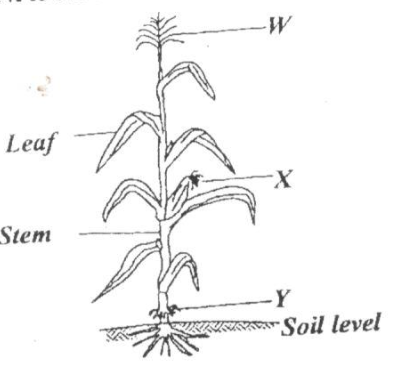 W
Leaf
X
Stem
Y
Soil level